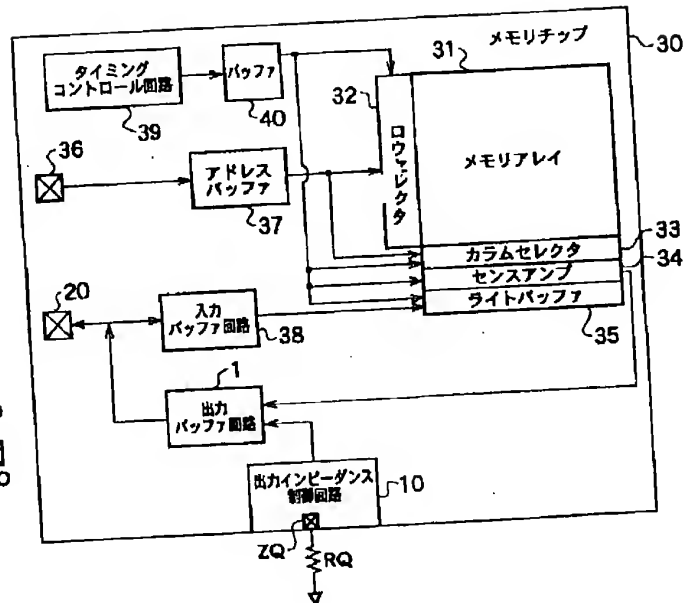 メモリチップ
30
タイミング
コントロール回路
39
バッファ
40
31
32
ロウセレクタ
メモリアレイ
36
アドレス
バッファ
37
カラムセレクタ
33
センスアンプ
34
ライトバッファ
35
20
入力
バッファ回路
38
1
出力
バッファ回路
出力インピーダンス
制御回路
10
ZQ
RQ